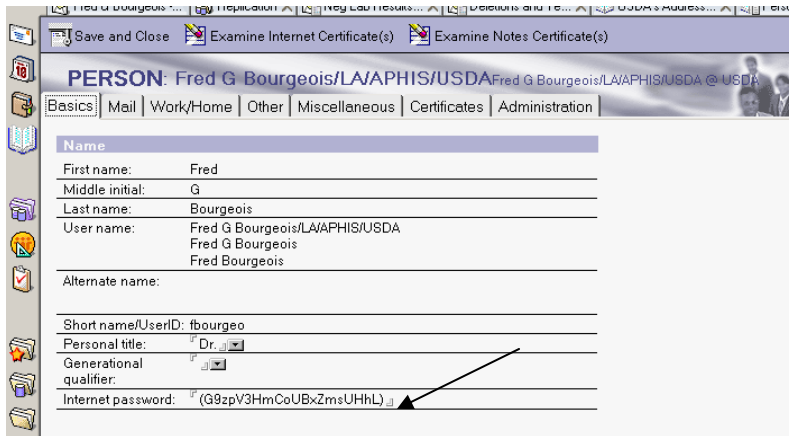 Fred G Bourgeois -... Replication Neg Lab Results... Deletions and Te... USDA's Address...
Save and Close Examine Internet Certificate(s) Examine Notes Certificate(s)
18
PERSON: Fred G Bourgeois/LA/APHIS/USDA Fred G Bourgeois/LA/APHIS/USDA @ USDA
Basics Mail Work/Home Other Miscellaneous Certificates Administration
Name
First name: Fred
Middle initial: G
Last name: Bourgeois
User name: Fred G Bourgeois/LA/APHIS/USDA
Fred G Bourgeois
Fred Bourgeois
Alternate name:
Short name/UserID: fbourgeo
Personal title: Dr.
Generational
qualifier:
Internet password: (G9zpV3HmCoUBxZmsUHhL)